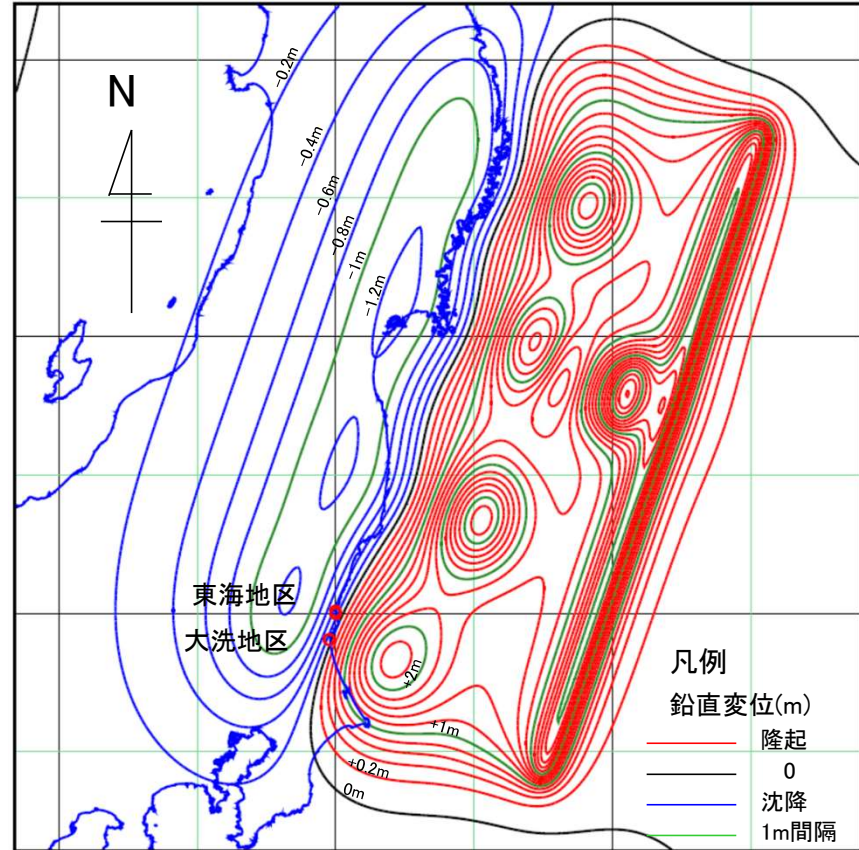 N
-0.2m
-0.4m
-0.6m
-0.8m
-1m
-1.2m
東海地区
大洗地区
+2m
+1m
+0.2m
0m
凡例
鉛直変位(m)
隆起
0
沈降
1m間隔